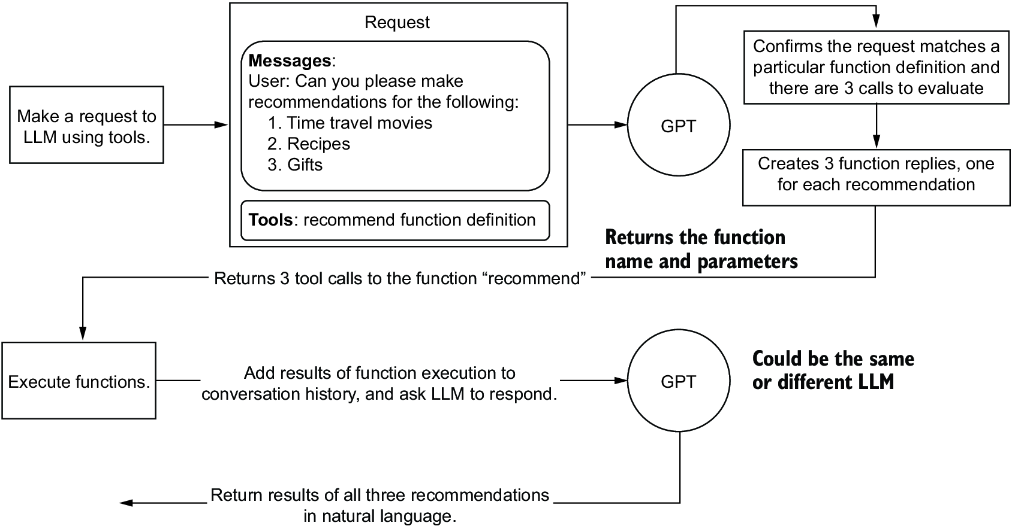 Request
Messages:
User: Can you please make
recommendations for the following:
1. Time travel movies
2. Recipes
3. Gifts
Tools: recommend function definition
Make a request to
LLM using tools.
GPT
Confirms the request matches a
particular function definition and
there are 3 calls to evaluate
Creates 3 function replies, one
for each recommendation
Returns the function
name and parameters
Returns 3 tool calls to the function “recommend”
Execute functions.
Add results of function execution to
conversation history, and ask LLM to respond.
GPT
Could be the same
or different LLM
Return results of all three recommendations
in natural language.